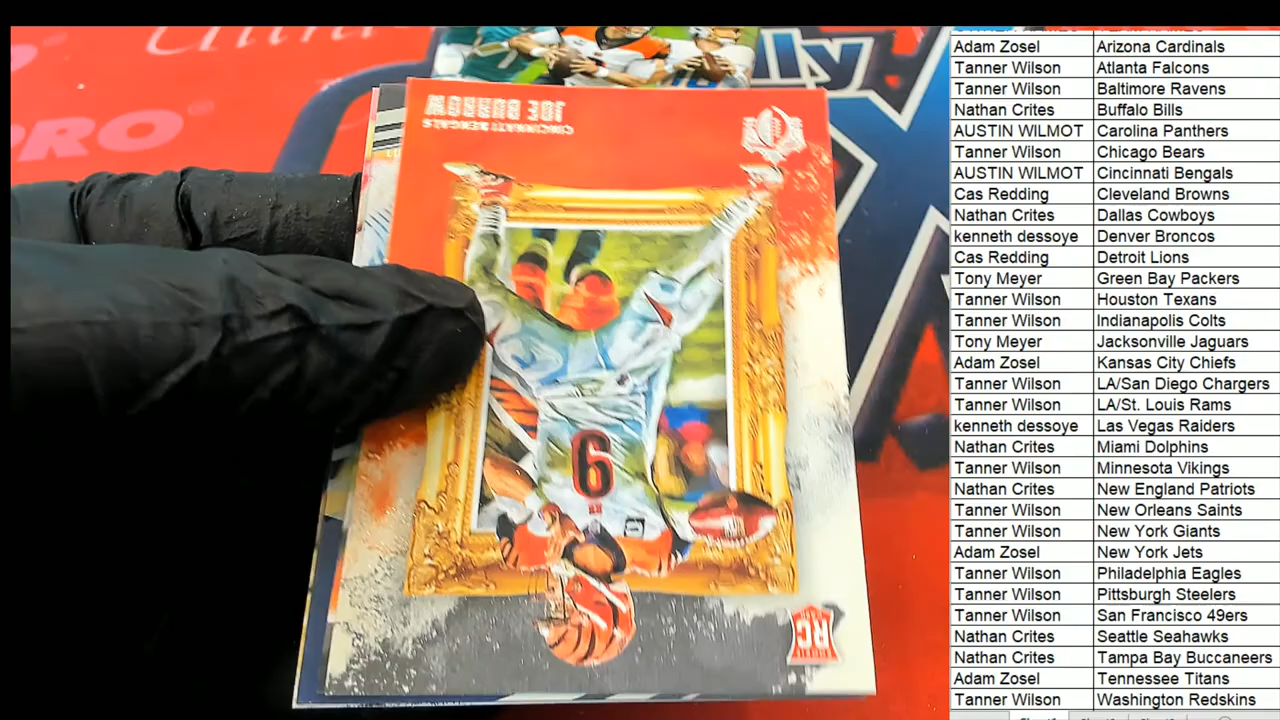 Ultra
PRO
lly
JOE BURROW
CINCINNATI BENGALS
9
RC
Adam Zosel Arizona Cardinals
Tanner Wilson Atlanta Falcons
Tanner Wilson Baltimore Ravens
Nathan Crites Buffalo Bills
AUSTIN WILMOT Carolina Panthers
Tanner Wilson Chicago Bears
AUSTIN WILMOT Cincinnati Bengals
Cas Redding Cleveland Browns
Nathan Crites Dallas Cowboys
kenneth dessoye Denver Broncos
Cas Redding Detroit Lions
Tony Meyer Green Bay Packers
Tanner Wilson Houston Texans
Tanner Wilson Indianapolis Colts
Tony Meyer Jacksonville Jaguars
Adam Zosel Kansas City Chiefs
Tanner Wilson LA/San Diego Chargers
Tanner Wilson LA/St. Louis Rams
kenneth dessoye Las Vegas Raiders
Nathan Crites Miami Dolphins
Tanner Wilson Minnesota Vikings
Nathan Crites New England Patriots
Tanner Wilson New Orleans Saints
Tanner Wilson New York Giants
Adam Zosel New York Jets
Tanner Wilson Philadelphia Eagles
Tanner Wilson Pittsburgh Steelers
Tanner Wilson San Francisco 49ers
Nathan Crites Seattle Seahawks
Nathan Crites Tampa Bay Buccaneers
Adam Zosel Tennessee Titans
Tanner Wilson Washington Redskins